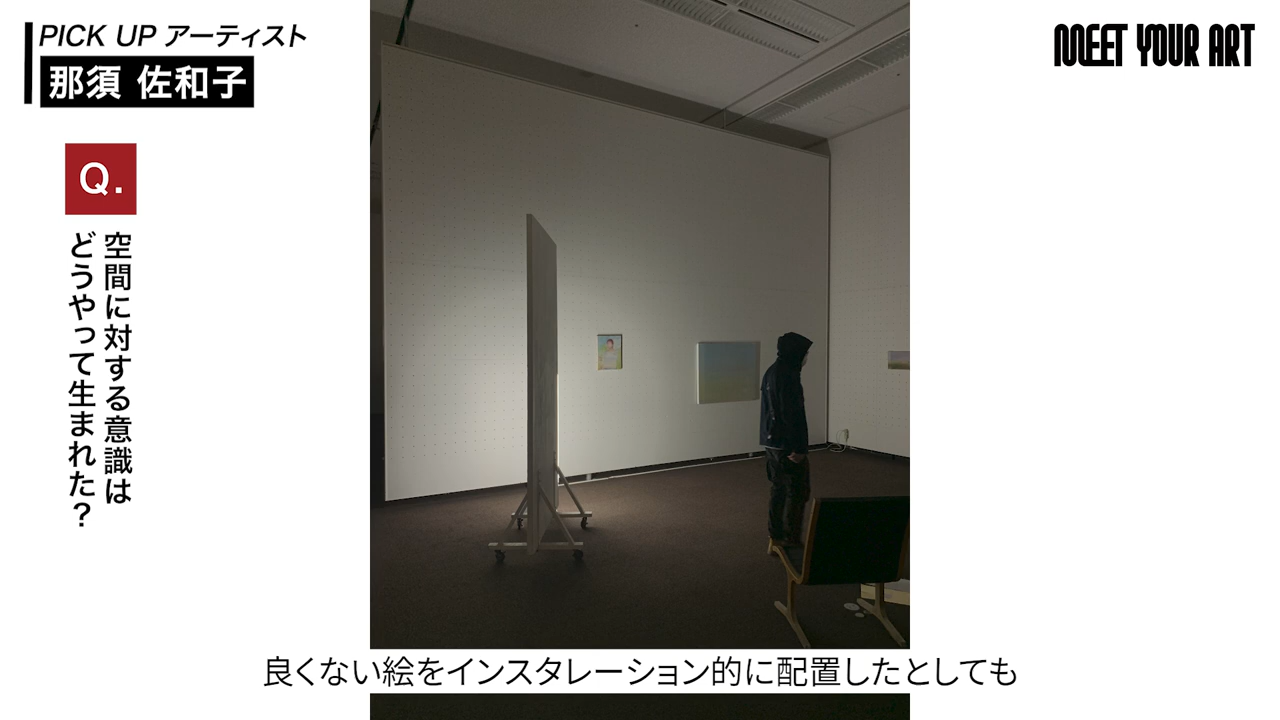 PICK UP アーティスト
那須 佐和子
MEET YOUR ART
Q.
空間に対する意識は
どうやって生まれた？
良くない絵をインスタレーション的に配置したとしても